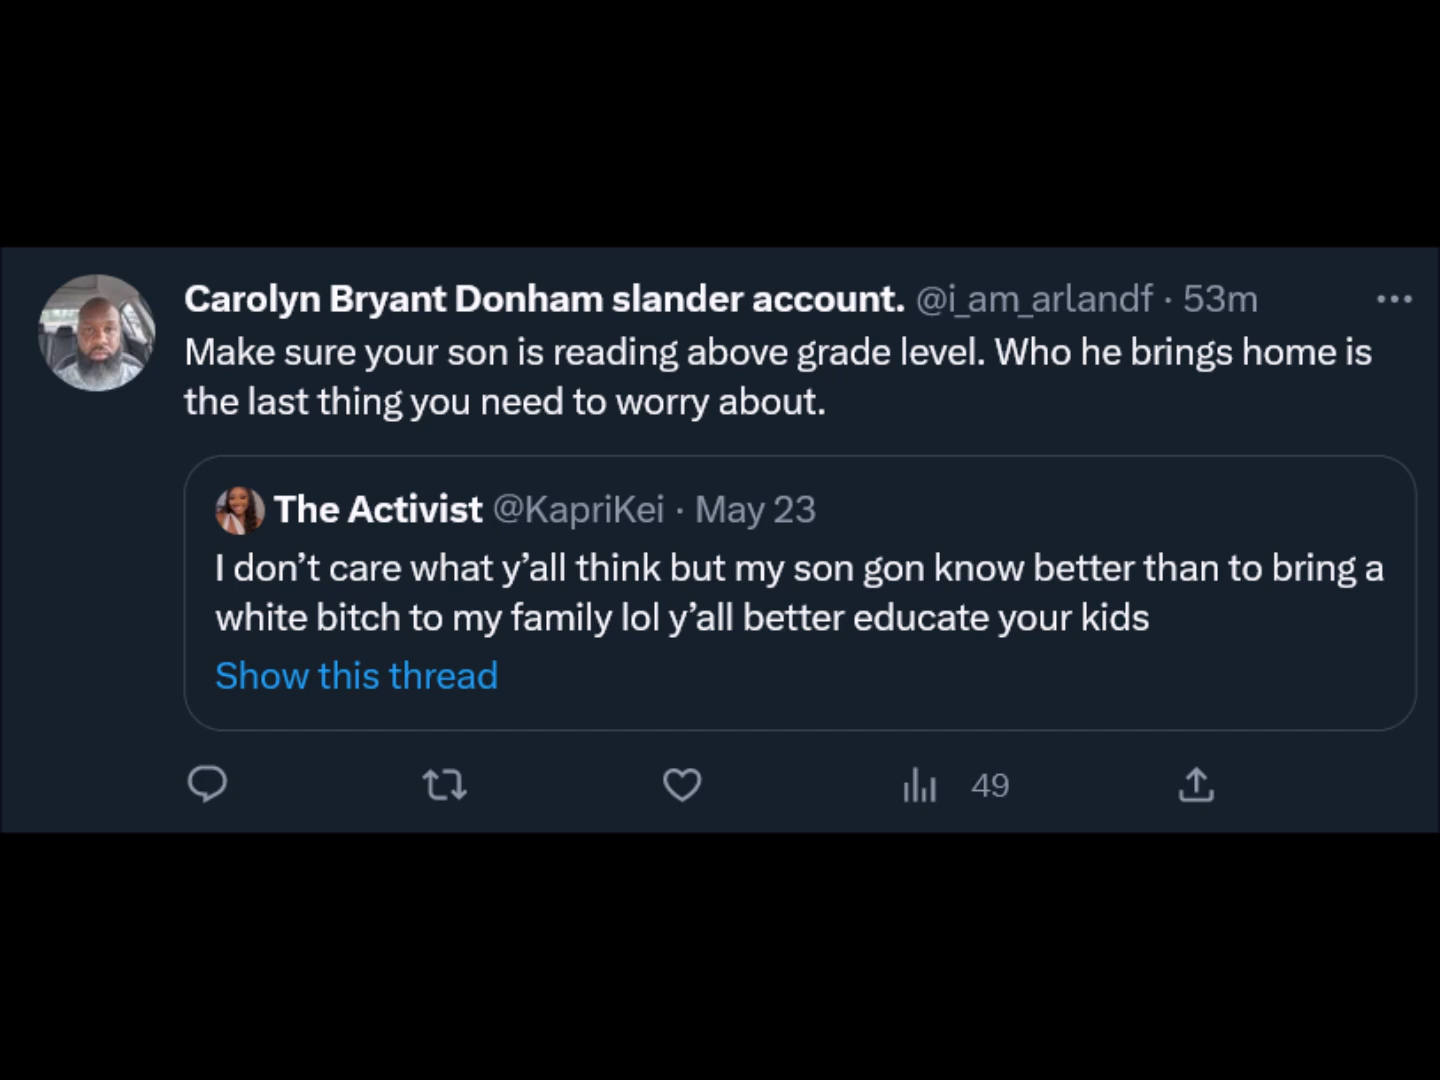 Carolyn Bryant Donham slander account. @i_am_arlandf · 53m
Make sure your son is reading above grade level. Who he brings home is
the last thing you need to worry about.
The Activist @KapriKei · May 23
I don’t care what y’all think but my son gon know better than to bring a
white bitch to my family lol y’all better educate your kids
Show this thread
49